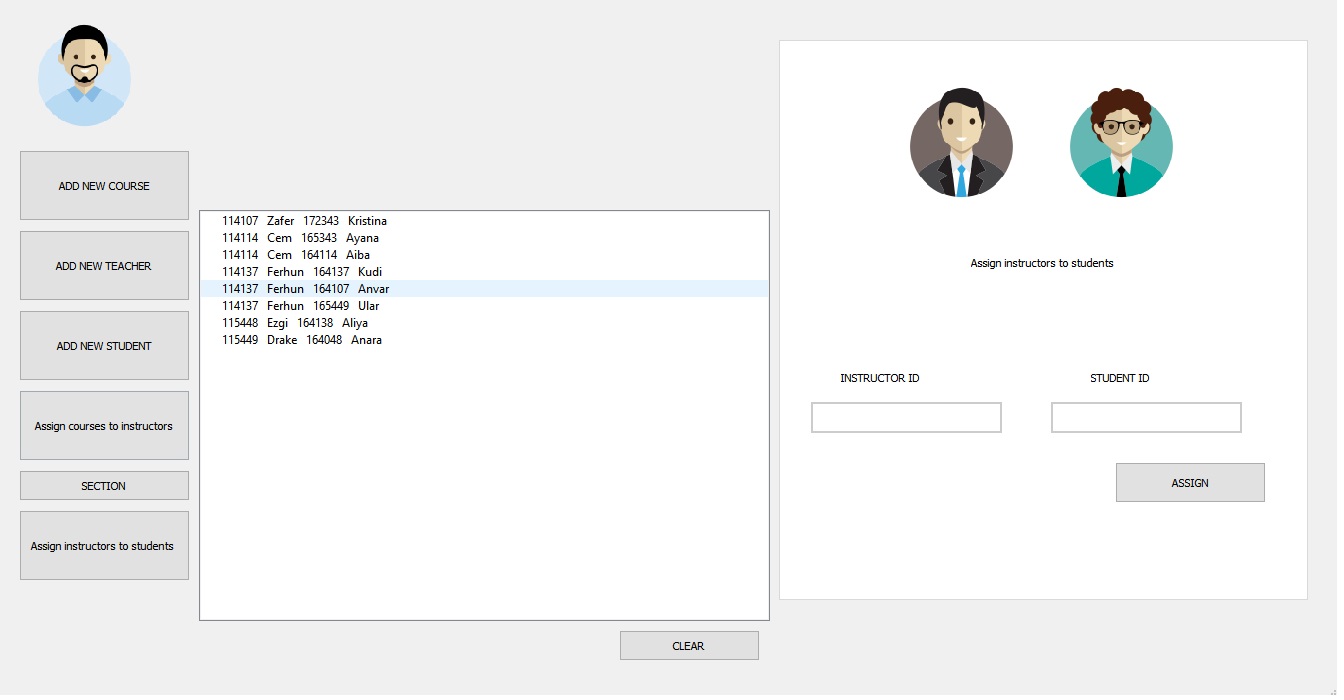 ADD NEW COURSE
ADD NEW TEACHER
ADD NEW STUDENT
Assign courses to instructors
SECTION
Assign instructors to students
114107 Zafer 172343 Kristina
114114 Cem 165343 Ayana
114114 Cem 164114 Aiba
114137 Ferhun 164137 Kudi
114137 Ferhun 164107 Anvar
114137 Ferhun 165449 Ular
115448 Ezgi 164138 Aliya
115449 Drake 164048 Anara
CLEAR
Assign instructors to students
INSTRUCTOR ID STUDENT ID
ASSIGN